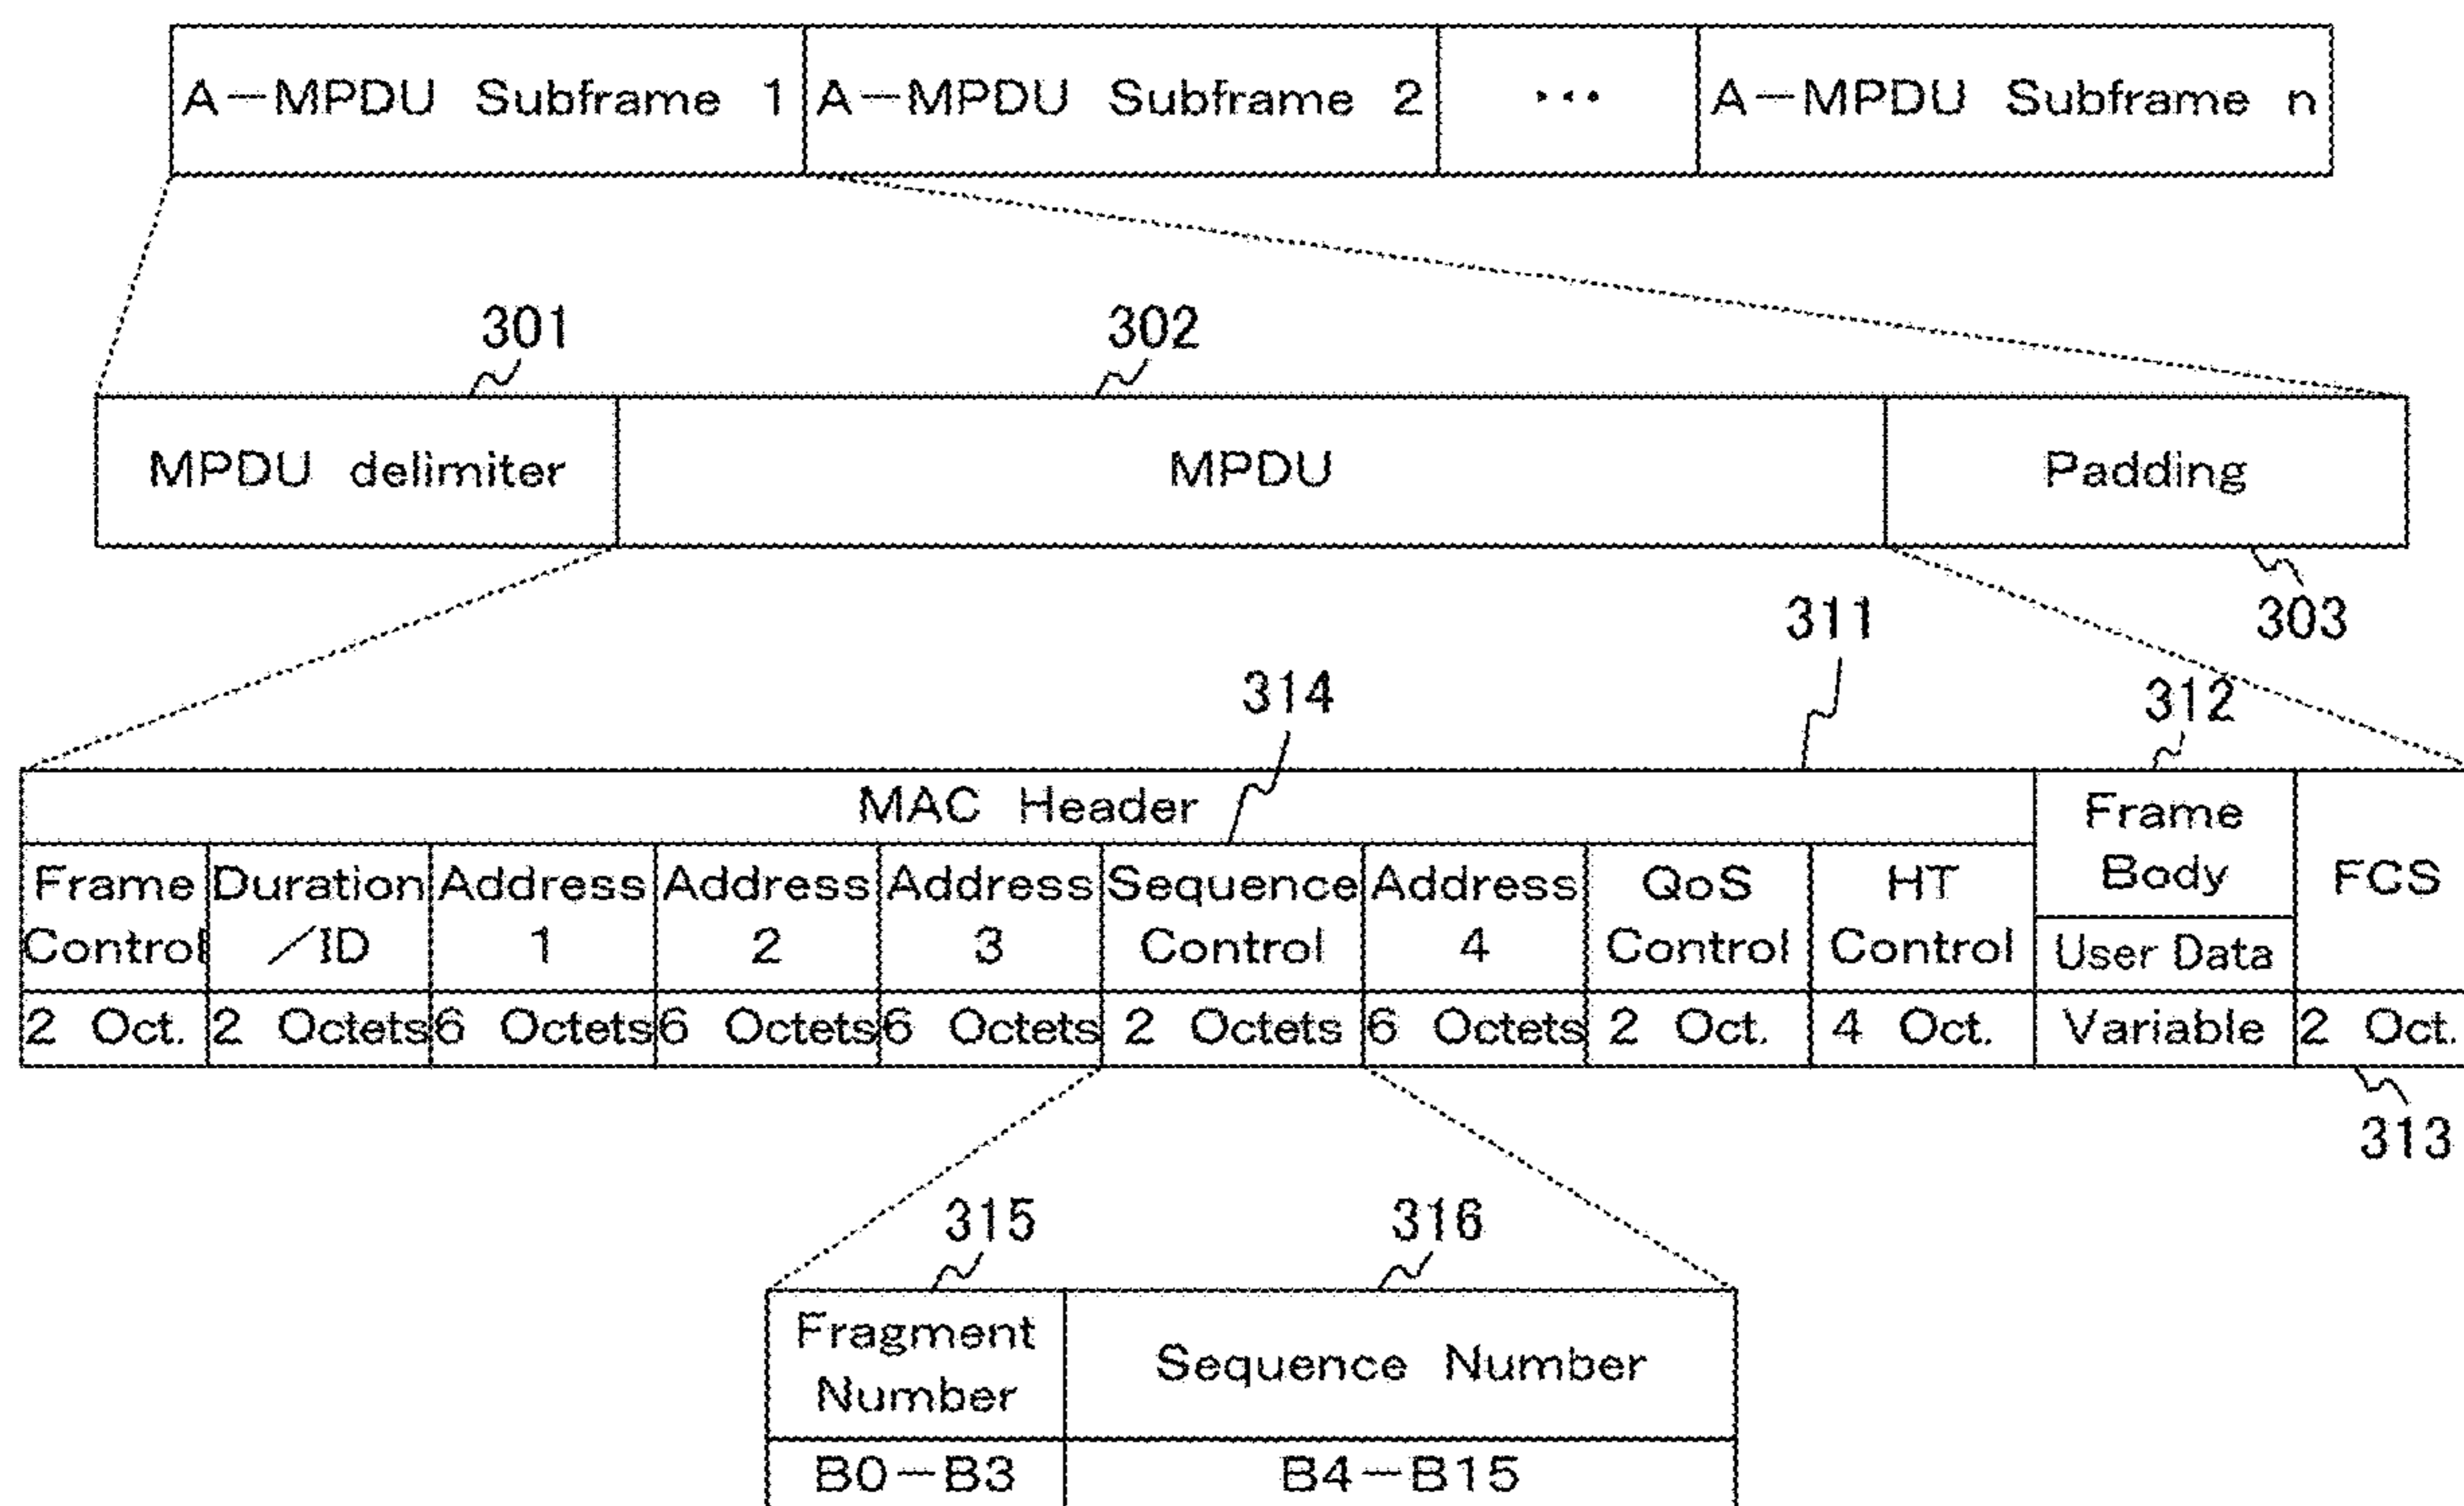 A-MPDU Subframe 1 A-MPDU Subframe 2 ··· A-MPDU Subframe n
301 302
MPDU delimiter MPDU Padding
303
311
314 312
MAC Header
Frame Control Duration/ID Address 1 Address 2 Address 3 Sequence Control Address 4 QoS Control HT Control Frame Body User Data FCS
2 Oct. 2 Octets 6 Octets 6 Octets 6 Octets 2 Octets 6 Octets 2 Oct. 4 Oct. Variable 2 Oct.
313
315 316
Fragment Number Sequence Number
B0-B3 B4-B15